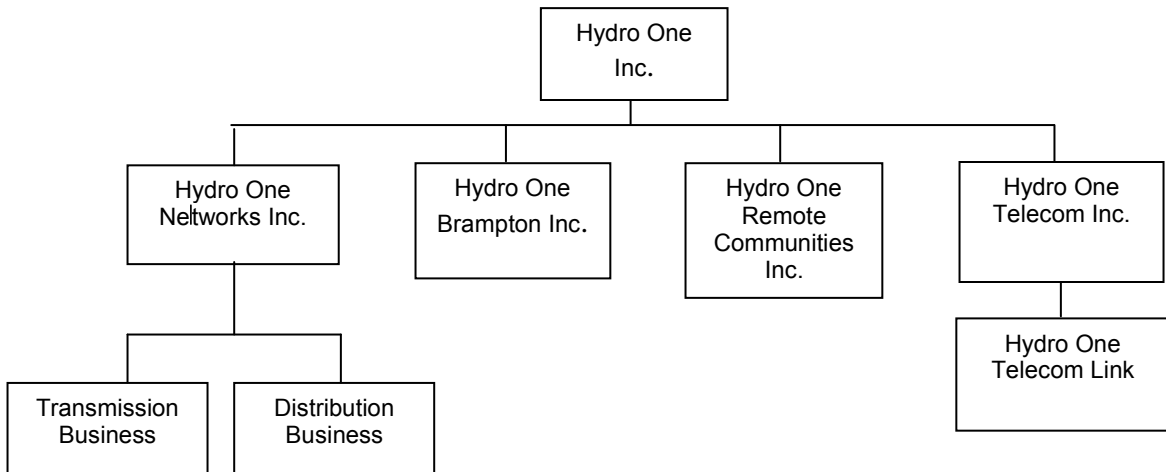 Hydro One
Inc.
Hydro One
Networks Inc.
Hydro One
Brampton Inc.
Hydro One
Remote
Communities
Inc.
Hydro One
Telecom Inc.
Hydro One
Telecom Link
Transmission
Business
Distribution
Business